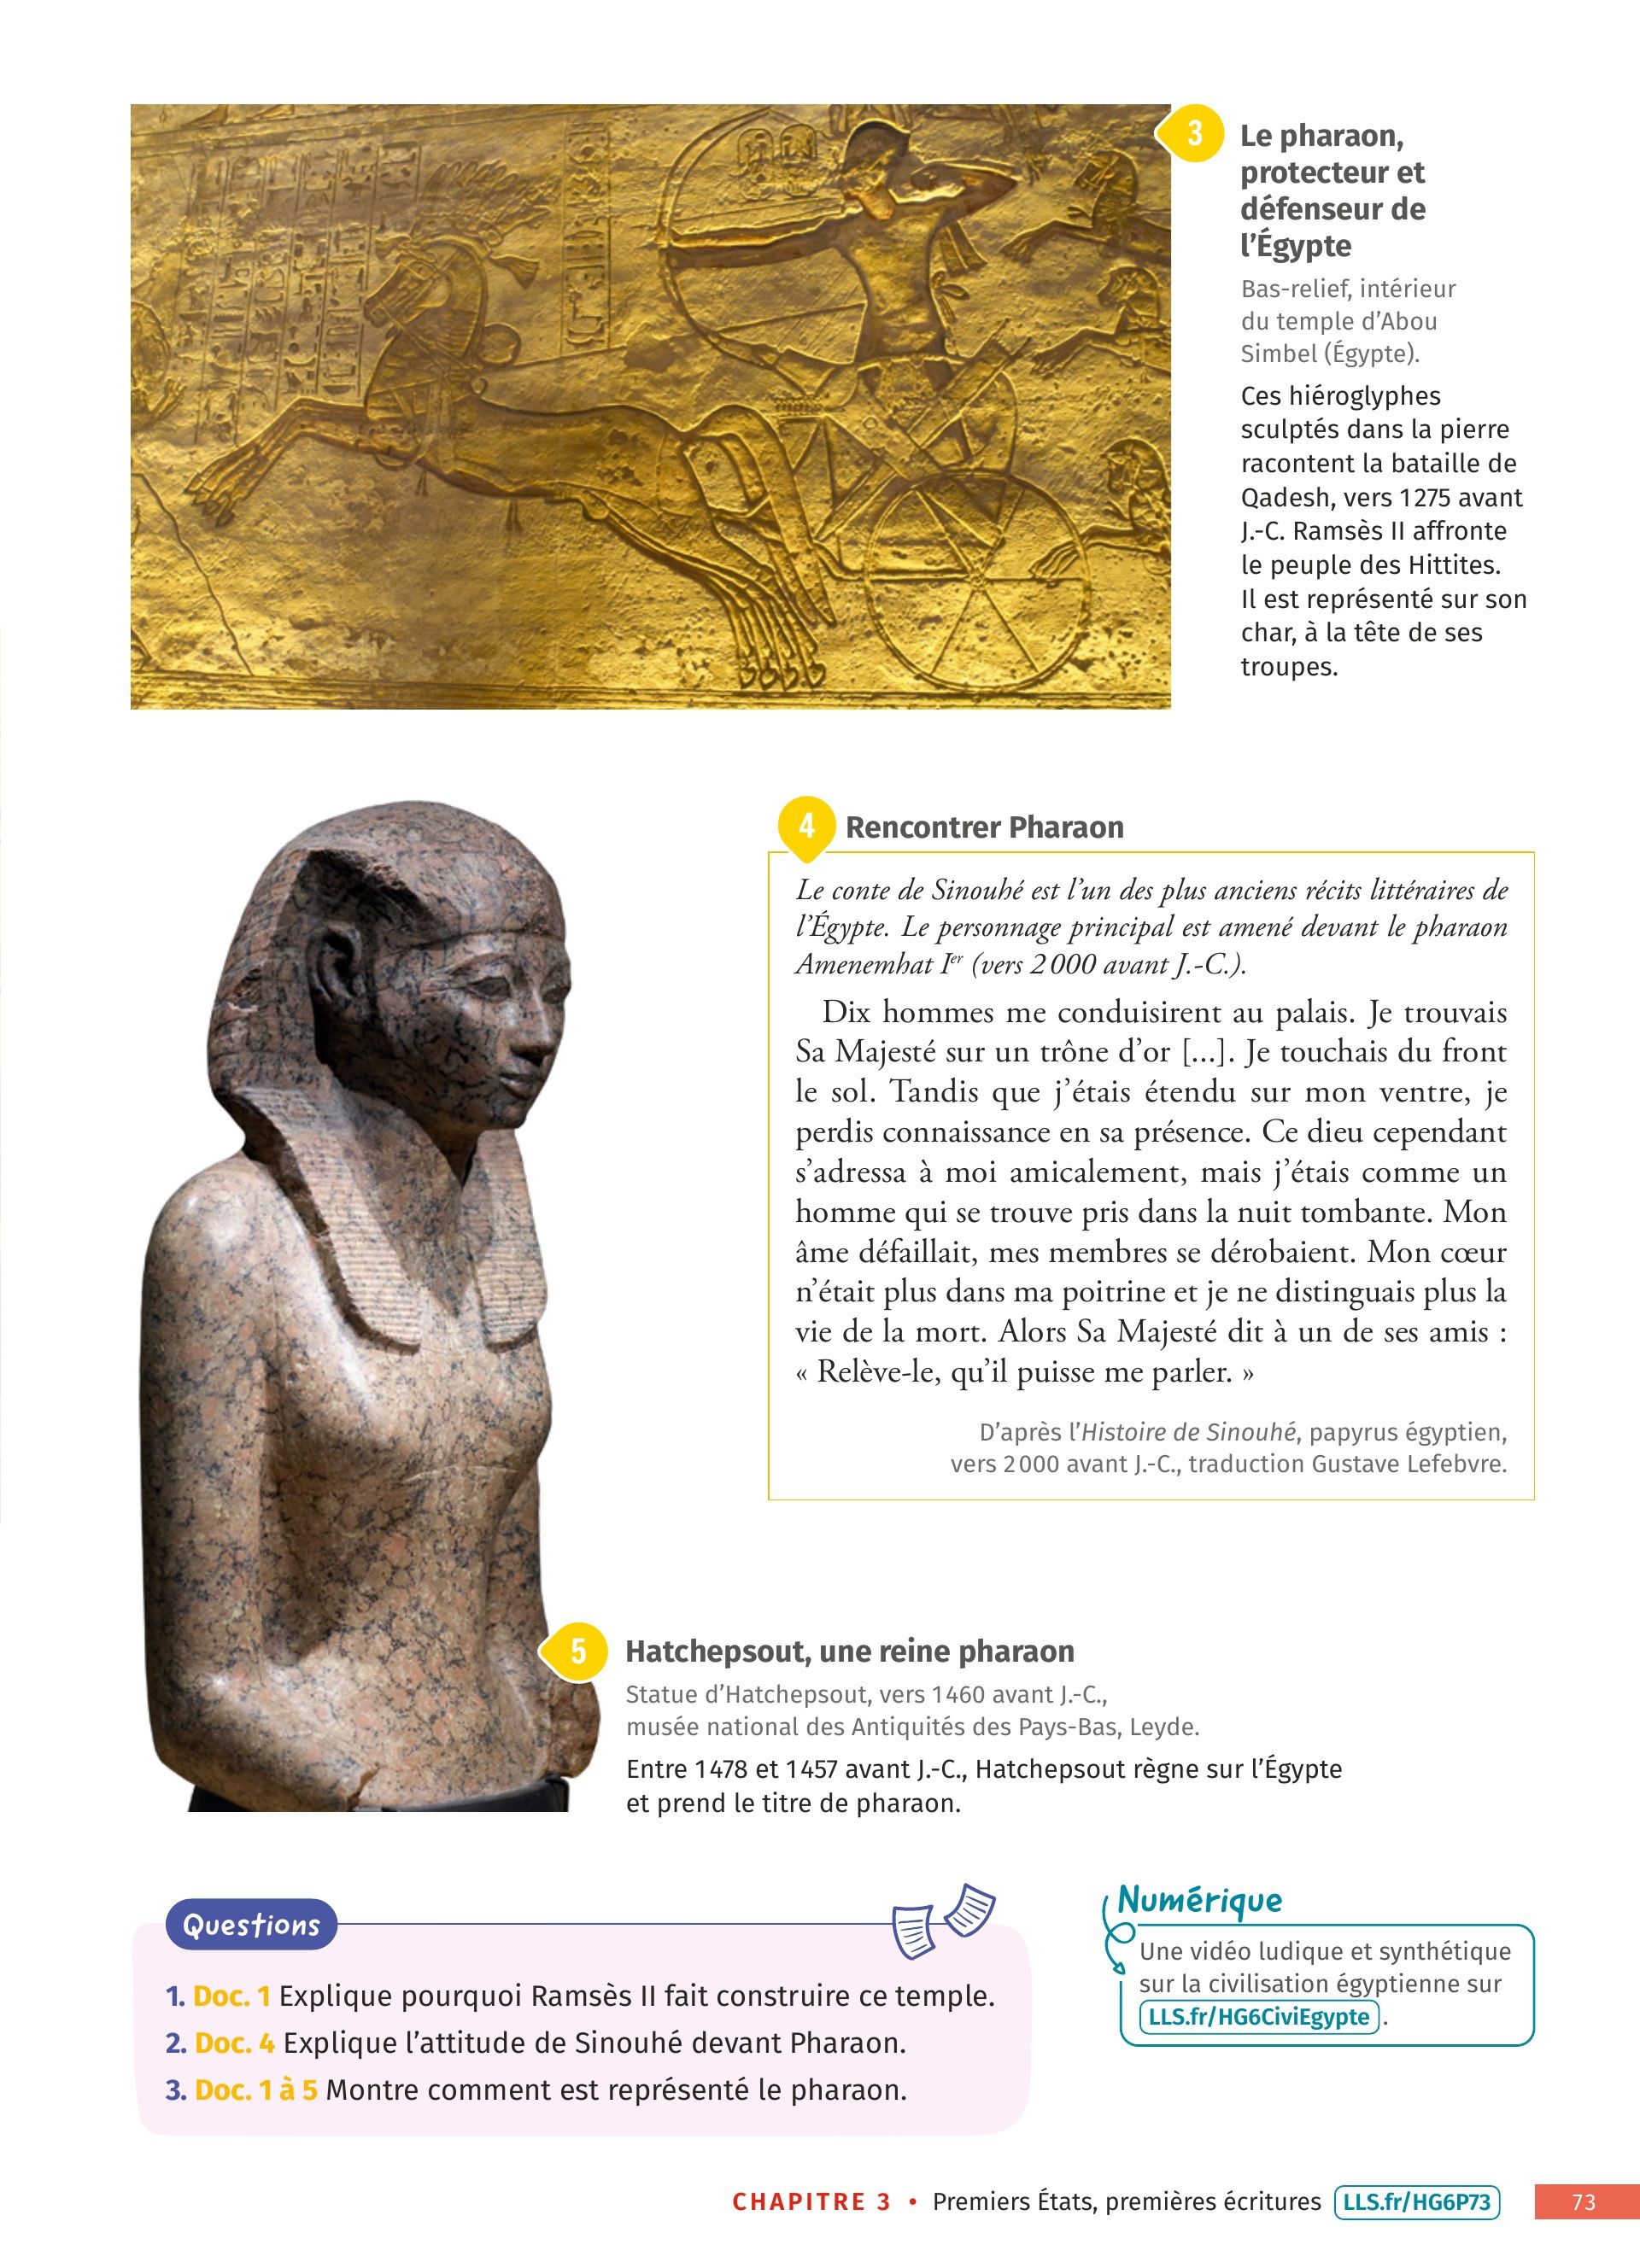 3
Le pharaon,
protecteur et
défenseur de
l'Égypte
Bas-relief, intérieur
du temple d'Abou
Simbel (Égypte).
Ces hiéroglyphes
sculptés dans la pierre
racontent la bataille de
Qadesh, vers 1 275 avant
J.-C. Ramsès II affronte
le peuple des Hittites.
Il est représenté sur son
char, à la tête de ses
troupes.
4 Rencontrer Pharaon
Le conte de Sinouhé est l'un des plus anciens récits littéraires de
l'Égypte. Le personnage principal est amené devant le pharaon
Amenemhat Ier (vers 2 000 avant J.-C.).
Dix hommes me conduisirent au palais. Je trouvais
Sa Majesté sur un trône d'or [...]. Je touchais du front
le sol. Tandis que j'étais étendu sur mon ventre, je
perdis connaissance en sa présence. Ce dieu cependant
s'adressa à moi amicalement, mais j'étais comme un
homme qui se trouve pris dans la nuit tombante. Mon
âme défaillait, mes membres se dérobaient. Mon cœur
n'était plus dans ma poitrine et je ne distinguais plus la
vie de la mort. Alors Sa Majesté dit à un de ses amis :
« Relève-le, qu'il puisse me parler. »
D'après l'Histoire de Sinouhé, papyrus égyptien,
vers 2 000 avant J.-C., traduction Gustave Lefebvre.
5 Hatchepsout, une reine pharaon
Statue d'Hatchepsout, vers 1 460 avant J.-C.,
musée national des Antiquités des Pays-Bas, Leyde.
Entre 1 478 et 1 457 avant J.-C., Hatchepsout règne sur l'Égypte
et prend le titre de pharaon.
Questions
1. Doc. 1 Explique pourquoi Ramsès II fait construire ce temple.
2. Doc. 4 Explique l'attitude de Sinouhé devant Pharaon.
3. Doc. 1 à 5 Montre comment est représenté le pharaon.
Numérique
Une vidéo ludique et synthétique
sur la civilisation égyptienne sur
LLS.fr/HG6CiviEgypte .
CHAPITRE 3 • Premiers États, premières écritures LLS.fr/HG6P73 73